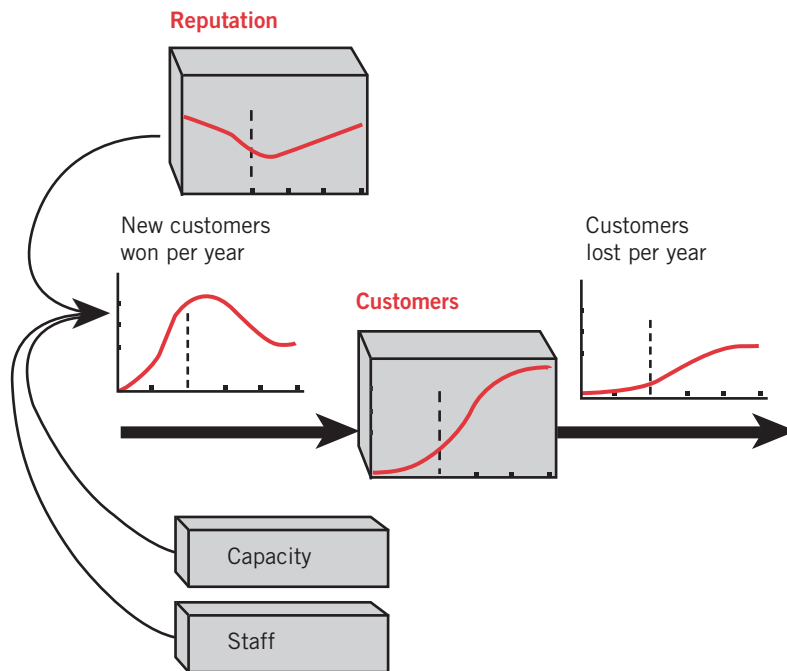 Reputation
New customers
won per year
Customers
lost per year
Customers
Capacity
Staff